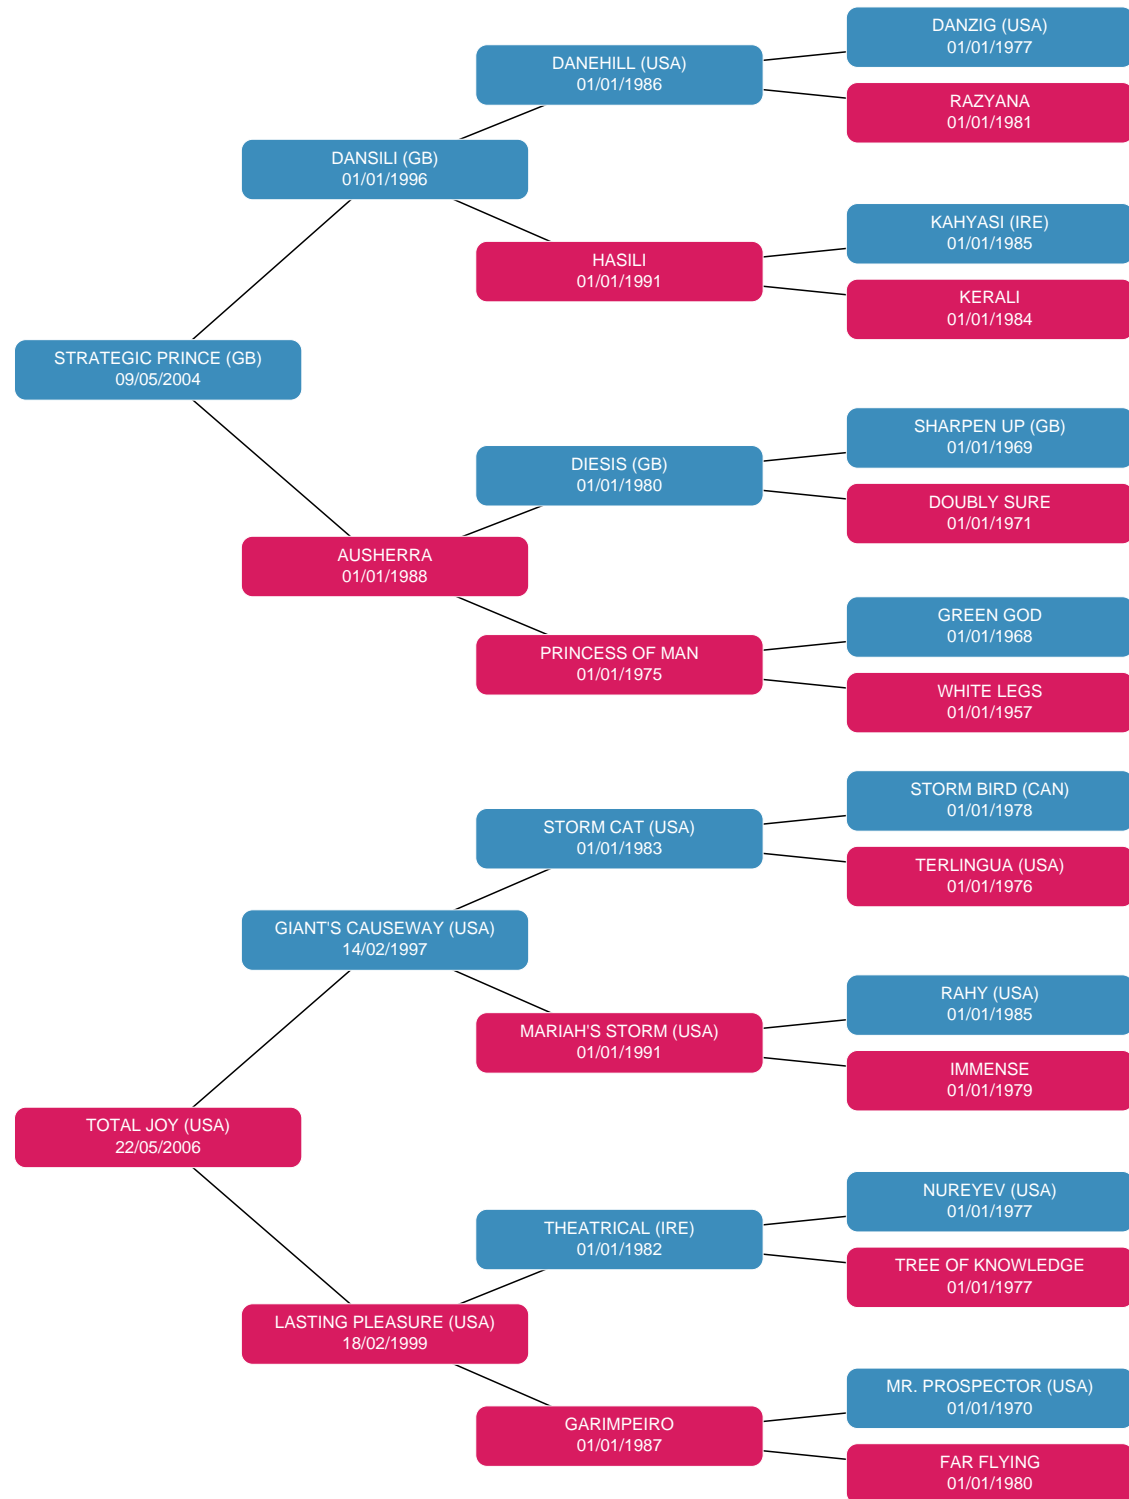 DANZIG (USA)
01/01/1977
DANEHILL (USA)
01/01/1986
RAZYANA
01/01/1981
DANSILI (GB)
01/01/1996
KAHYASI (IRE)
01/01/1985
HASILI
01/01/1991
KERALI
01/01/1984
STRATEGIC PRINCE (GB)
09/05/2004
SHARPEN UP (GB)
01/01/1969
DIESIS (GB)
01/01/1980
DOUBLY SURE
01/01/1971
AUSHERRA
01/01/1988
GREEN GOD
01/01/1968
PRINCESS OF MAN
01/01/1975
WHITE LEGS
01/01/1957
STORM BIRD (CAN)
01/01/1978
STORM CAT (USA)
01/01/1983
TERLINGUA (USA)
01/01/1976
GIANT'S CAUSEWAY (USA)
14/02/1997
RAHY (USA)
01/01/1985
MARIAH'S STORM (USA)
01/01/1991
IMMENSE
01/01/1979
TOTAL JOY (USA)
22/05/2006
NUREYEV (USA)
01/01/1977
THEATRICAL (IRE)
01/01/1982
TREE OF KNOWLEDGE
01/01/1977
LASTING PLEASURE (USA)
18/02/1999
MR. PROSPECTOR (USA)
01/01/1970
GARIMPEIRO
01/01/1987
FAR FLYING
01/01/1980